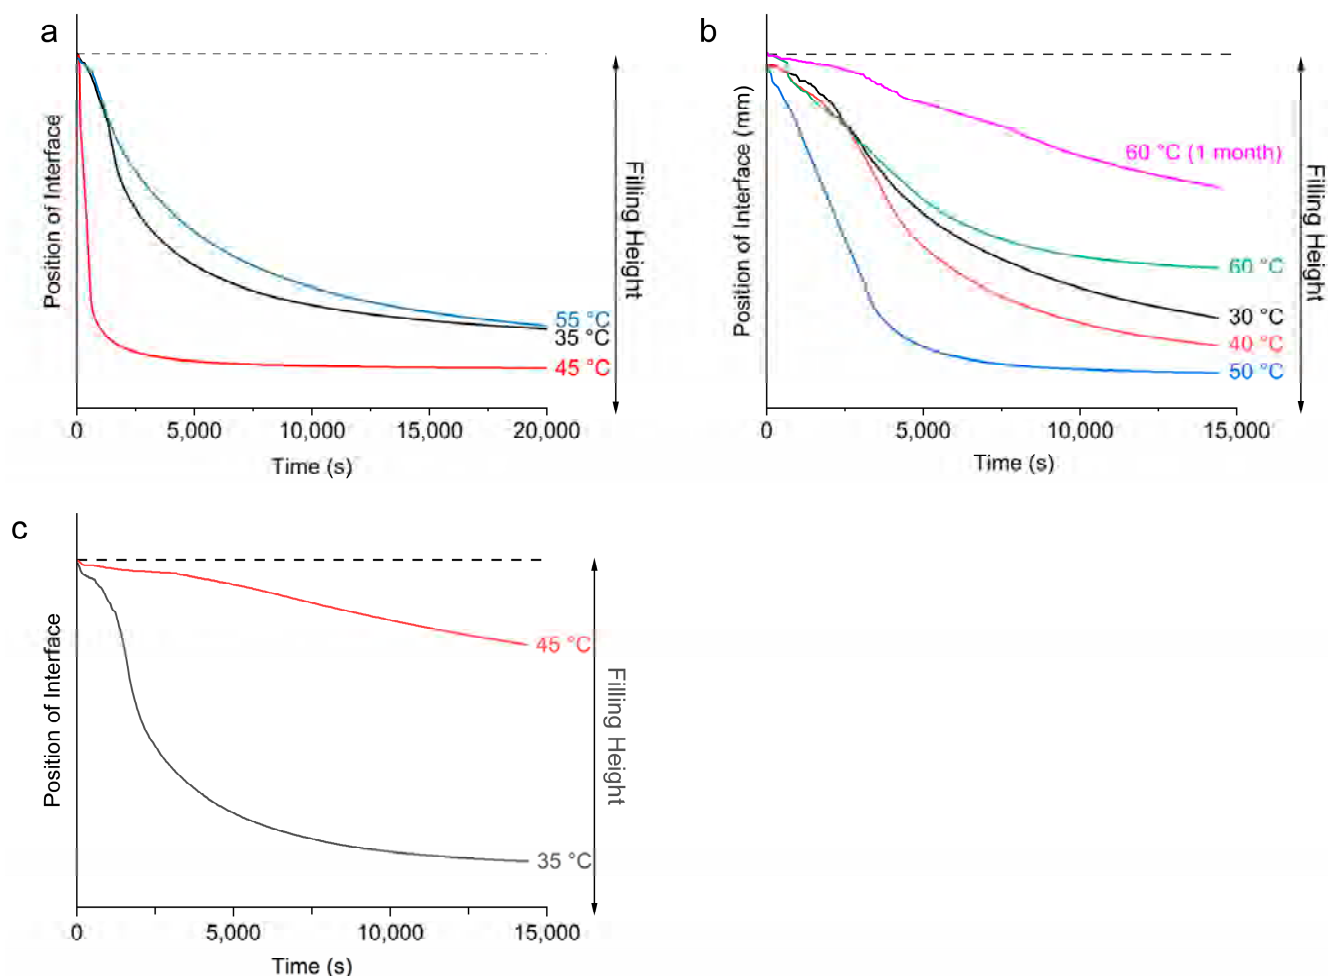 a
Position of Interface
55 °C
35 °C
45 °C
0 5,000 10,000 15,000 20,000
Time (s)
Filling Height
b
Position of Interface (mm)
60 °C (1 month)
60 °C
30 °C
40 °C
50 °C
0 5,000 10,000 15,000
Time (s)
Filling Height
c
Position of Interface
45 °C
35 °C
0 5,000 10,000 15,000
Time (s)
Filling Height